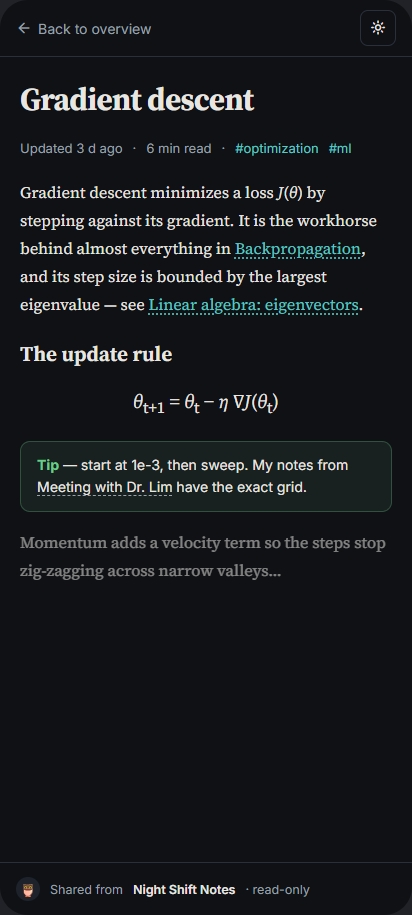 ← Back to overview
Gradient descent
Updated 3 d ago · 6 min read · #optimization #ml
Gradient descent minimizes a loss J(θ) by
stepping against its gradient. It is the workhorse
behind almost everything in Backpropagation,
and its step size is bounded by the largest
eigenvalue — see Linear algebra: eigenvectors.
The update rule
θₜ₊₁ = θₜ − η ∇J(θₜ)
Tip — start at 1e-3, then sweep. My notes from
Meeting with Dr. Lim have the exact grid.
Momentum adds a velocity term so the steps stop
zig-zagging across narrow valleys...
Shared from Night Shift Notes · read-only